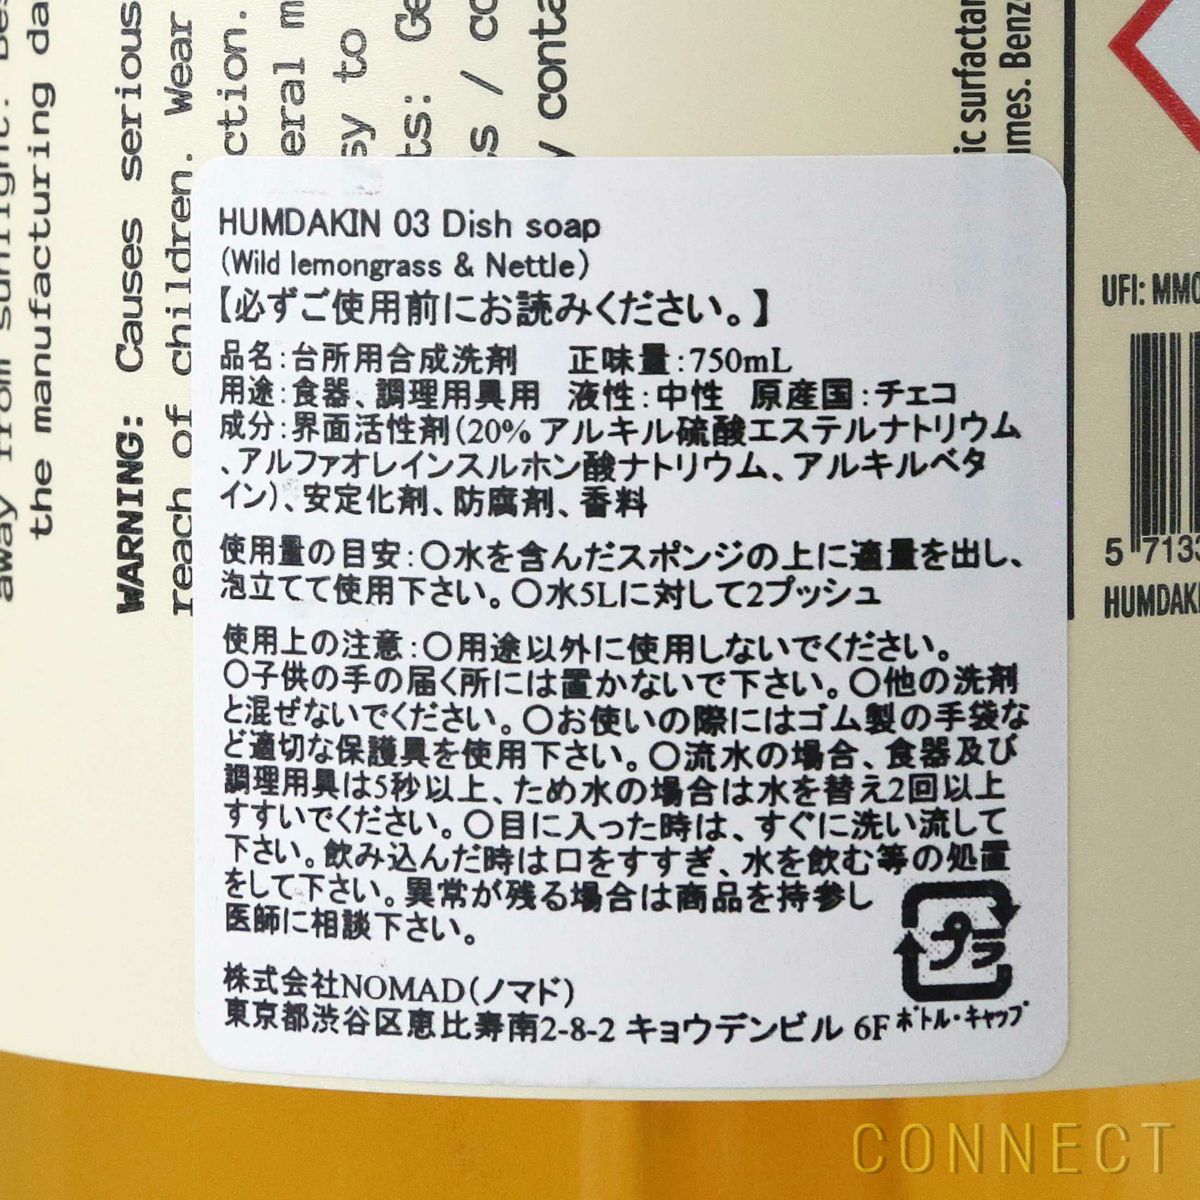 HUMDAKIN 03 Dish soap
(Wild lemongrass & Nettle)
【必ずご使用前にお読みください。】
品名:台所用合成洗剤　正味量:750mL
用途:食器、調理用具用　液性:中性　原産国:チェコ
成分:界面活性剤(20% アルキル硫酸エステルナトリウム
、アルファオレインスルホン酸ナトリウム、アルキルベタ
イン)、安定化剤、防腐剤、香料
使用量の目安:○水を含んだスポンジの上に適量を出し、
泡立てて使用下さい。○水5Lに対して2プッシュ
使用上の注意:○用途以外に使用しないでください。
○子供の手の届く所には置かないで下さい。○他の洗剤
と混ぜないでください。○お使いの際にはゴム製の手袋な
ど適切な保護具を使用下さい。○流水の場合、食器及び
調理用具は5秒以上、ため水の場合は水を替え2回以上
すすいでください。○目に入った時は、すぐに洗い流して
下さい。飲み込んだ時は口をすすぎ、水を飲む等の処置
をして下さい。異常が残る場合は商品を持参し
医師に相談下さい。
株式会社NOMAD(ノマド)
東京都渋谷区恵比寿南2-8-2 キョウデンビル 6F
プラ
ボトル・キャップ
away from sunlight.
the manufacturing
WARNING: Causes serious
reach of children. Wear
UFI:
5
CONNECT